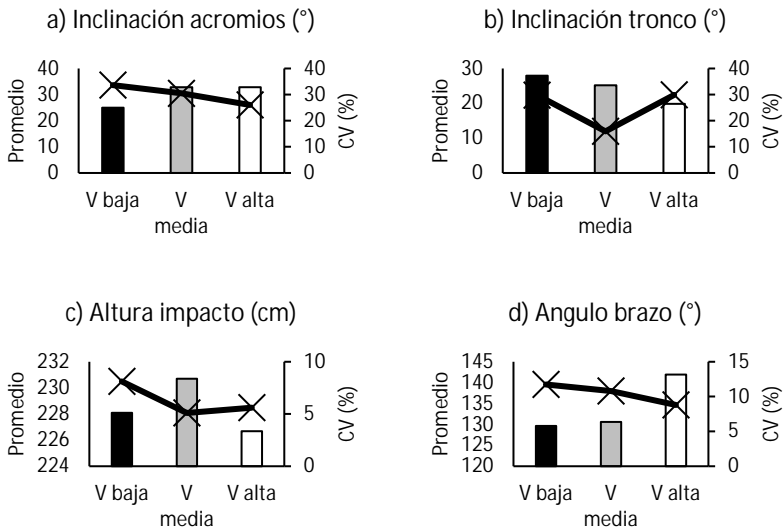 a) Inclinación acromios (°)
40
30
20
10
0
Promedio
40
30
20
10
0
CV (%)
V baja
V
media
V alta
b) Inclinación tronco (°)
30
20
10
0
Promedio
40
30
20
10
0
CV (%)
V baja
V
media
V alta
c) Altura impacto (cm)
232
230
228
226
224
Promedio
10
5
0
CV (%)
V baja
V
media
V alta
d) Angulo brazo (°)
145
140
135
130
125
120
Promedio
15
10
5
0
CV (%)
V baja
V
media
V alta